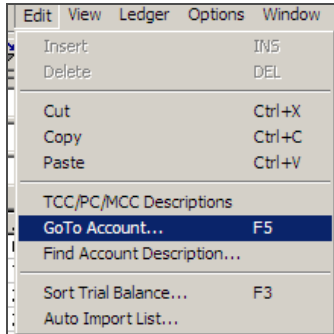 Edit View Ledger Options Window
Insert INS
Delete DEL
Cut Ctrl+X
Copy Ctrl+C
Paste Ctrl+V
TCC/PC/MCC Descriptions
GoTo Account... F5
Find Account Description...
Sort Trial Balance... F3
Auto Import List...